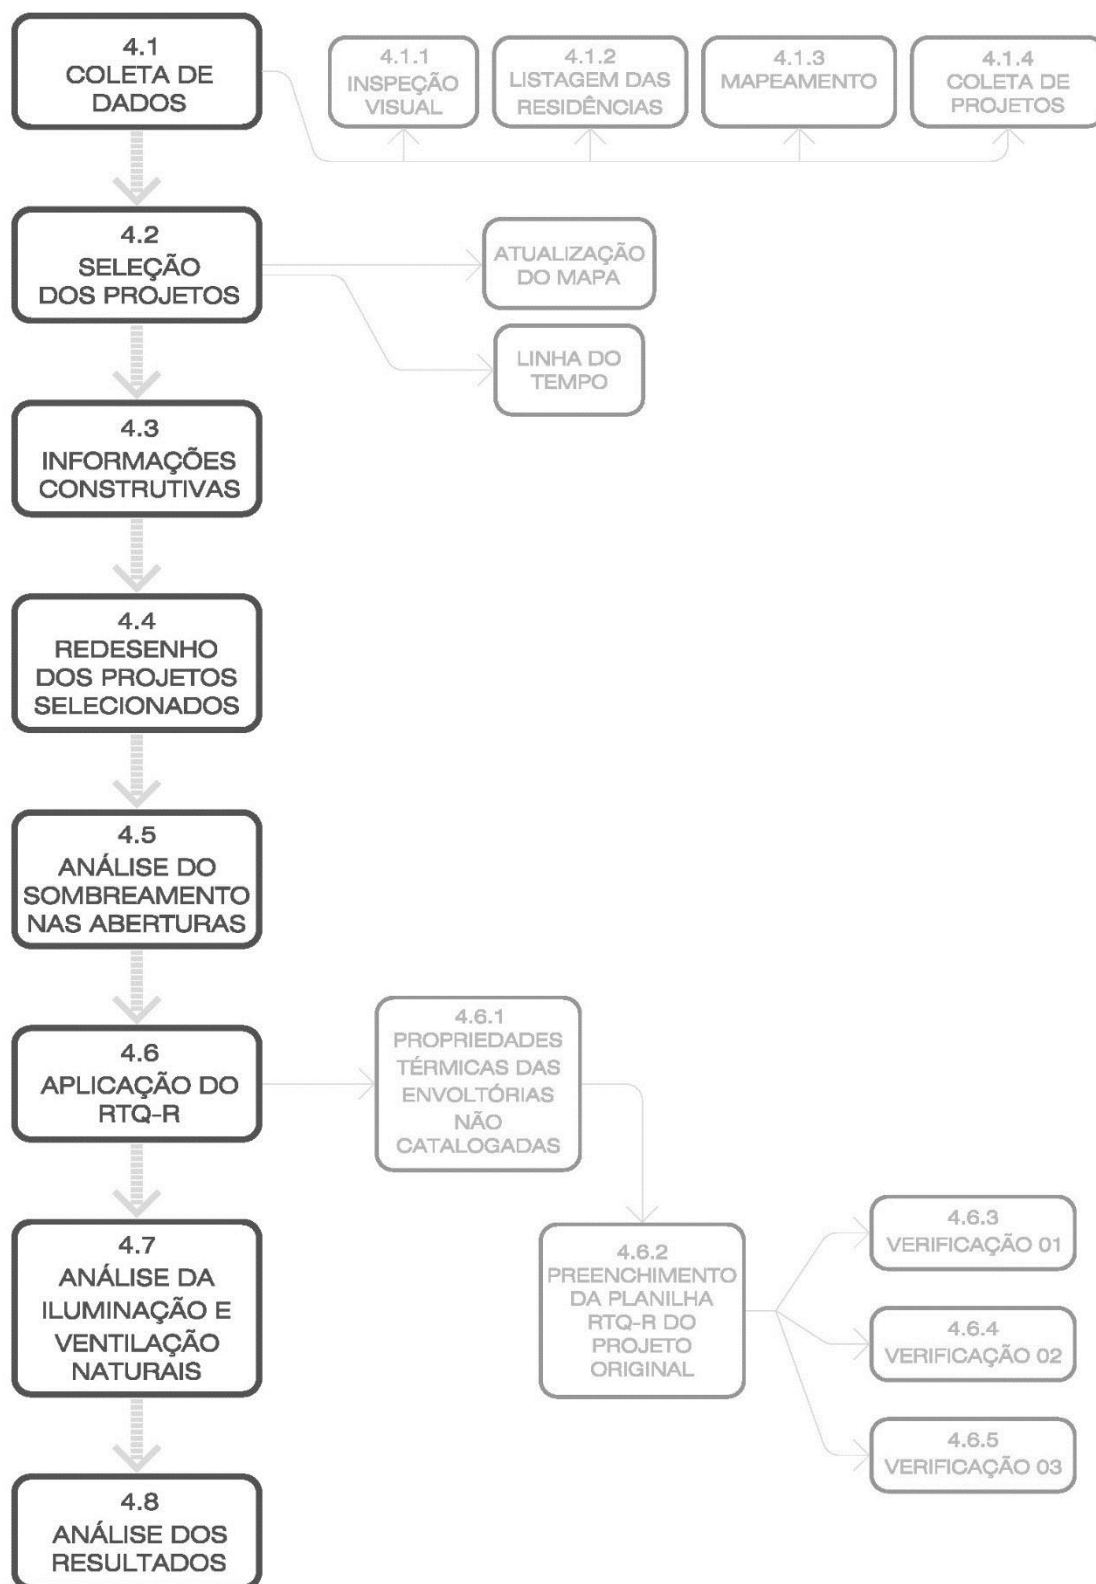 4.1
COLETA DE
DADOS
4.1.1
INSPEÇÃO
VISUAL
4.1.2
LISTAGEM DAS
RESIDÊNCIAS
4.1.3
MAPEAMENTO
4.1.4
COLETA DE
PROJETOS
4.2
SELEÇÃO
DOS PROJETOS
ATUALIZAÇÃO
DO MAPA
LINHA DO
TEMPO
4.3
INFORMAÇÕES
CONSTRUTIVAS
4.4
REDESENHO
DOS PROJETOS
SELECIONADOS
4.5
ANÁLISE DO
SOMBREAMENTO
NAS ABERTURAS
4.6
APLICAÇÃO DO
RTQ-R
4.6.1
PROPRIEDADES
TÉRMICAS DAS
ENVOLTÓRIAS
NÃO
CATALOGADAS
4.6.2
PREENCHIMENTO
DA PLANILHA
RTQ-R DO
PROJETO
ORIGINAL
4.6.3
VERIFICAÇÃO 01
4.6.4
VERIFICAÇÃO 02
4.6.5
VERIFICAÇÃO 03
4.7
ANÁLISE DA
ILUMINAÇÃO E
VENTILAÇÃO
NATURAIS
4.8
ANÁLISE DOS
RESULTADOS